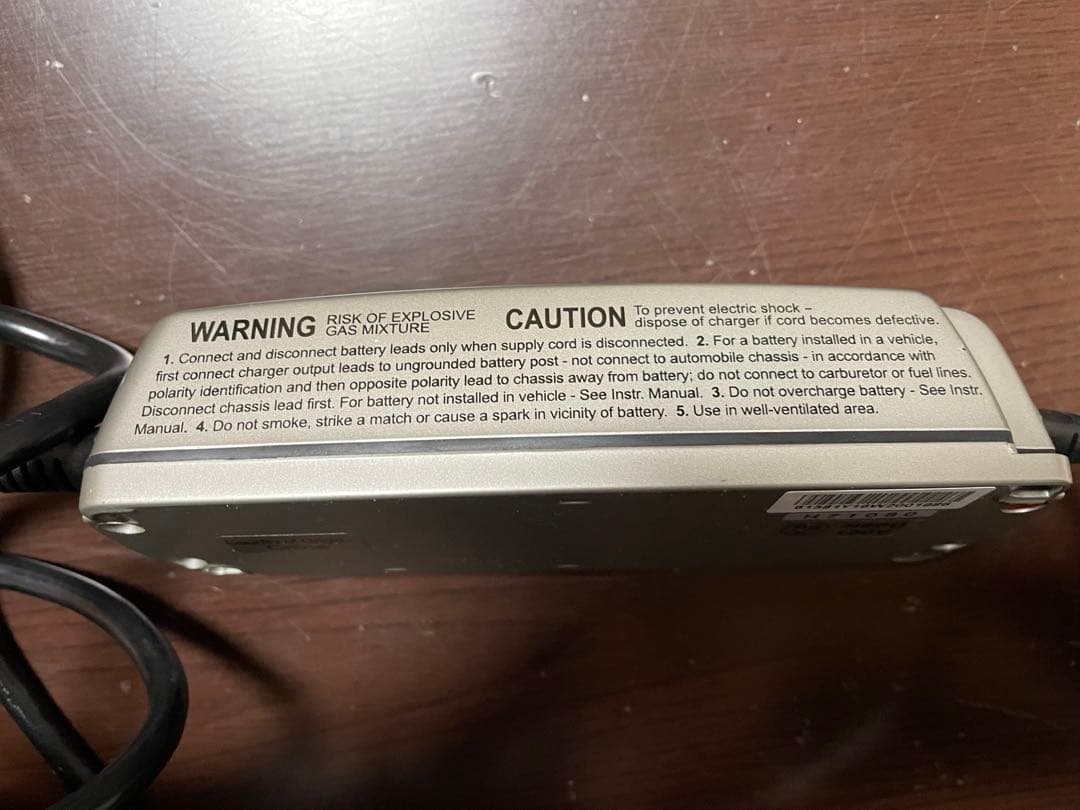 WARNING RISK OF EXPLOSIVE
GAS MIXTURE
CAUTION To prevent electric shock –
dispose of charger if cord becomes defective.
1. Connect and disconnect battery leads only when supply cord is disconnected. 2. For a battery installed in a vehicle,
first connect charger output leads to ungrounded battery post - not connect to automobile chassis - in accordance with
polarity identification and then opposite polarity lead to chassis away from battery; do not connect to carburetor or fuel lines.
Disconnect chassis lead first. For battery not installed in vehicle - See Instr. Manual. 3. Do not overcharge battery - See Instr.
Manual. 4. Do not smoke, strike a match or cause a spark in vicinity of battery. 5. Use in well-ventilated area.